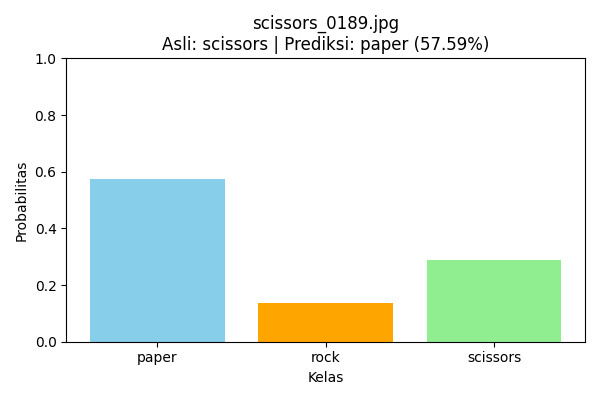 scissors_0189.jpg
Asli: scissors | Prediksi: paper (57.59%)
1.0
0.8
0.6
0.4
0.2
0.0
Probabilitas
paper rock scissors
Kelas